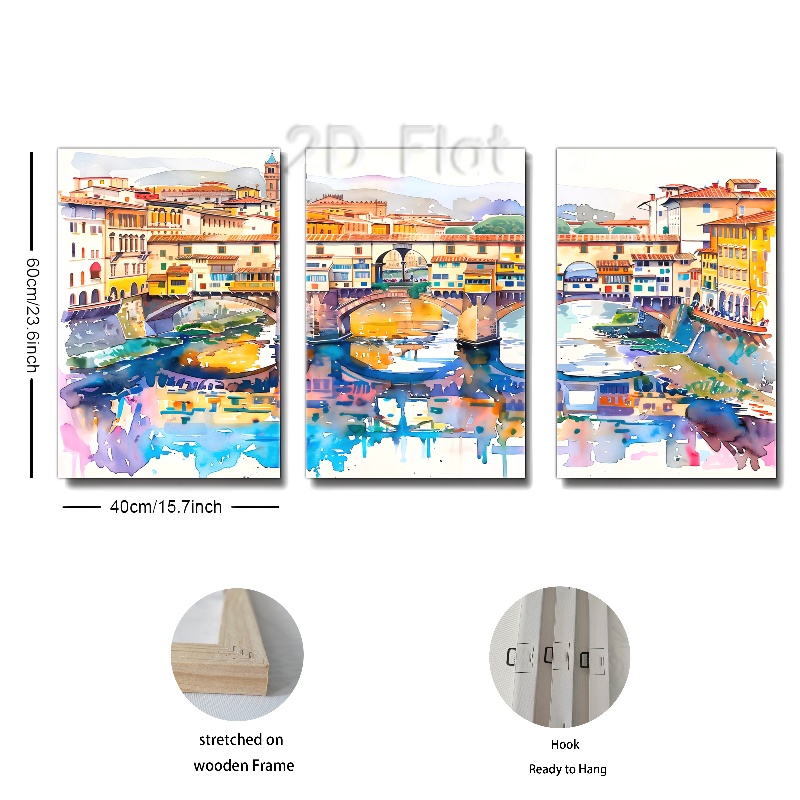 2D Flat
60cm/23.6inch
40cm/15.7inch
stretched on
wooden Frame
Hook
Ready to Hang